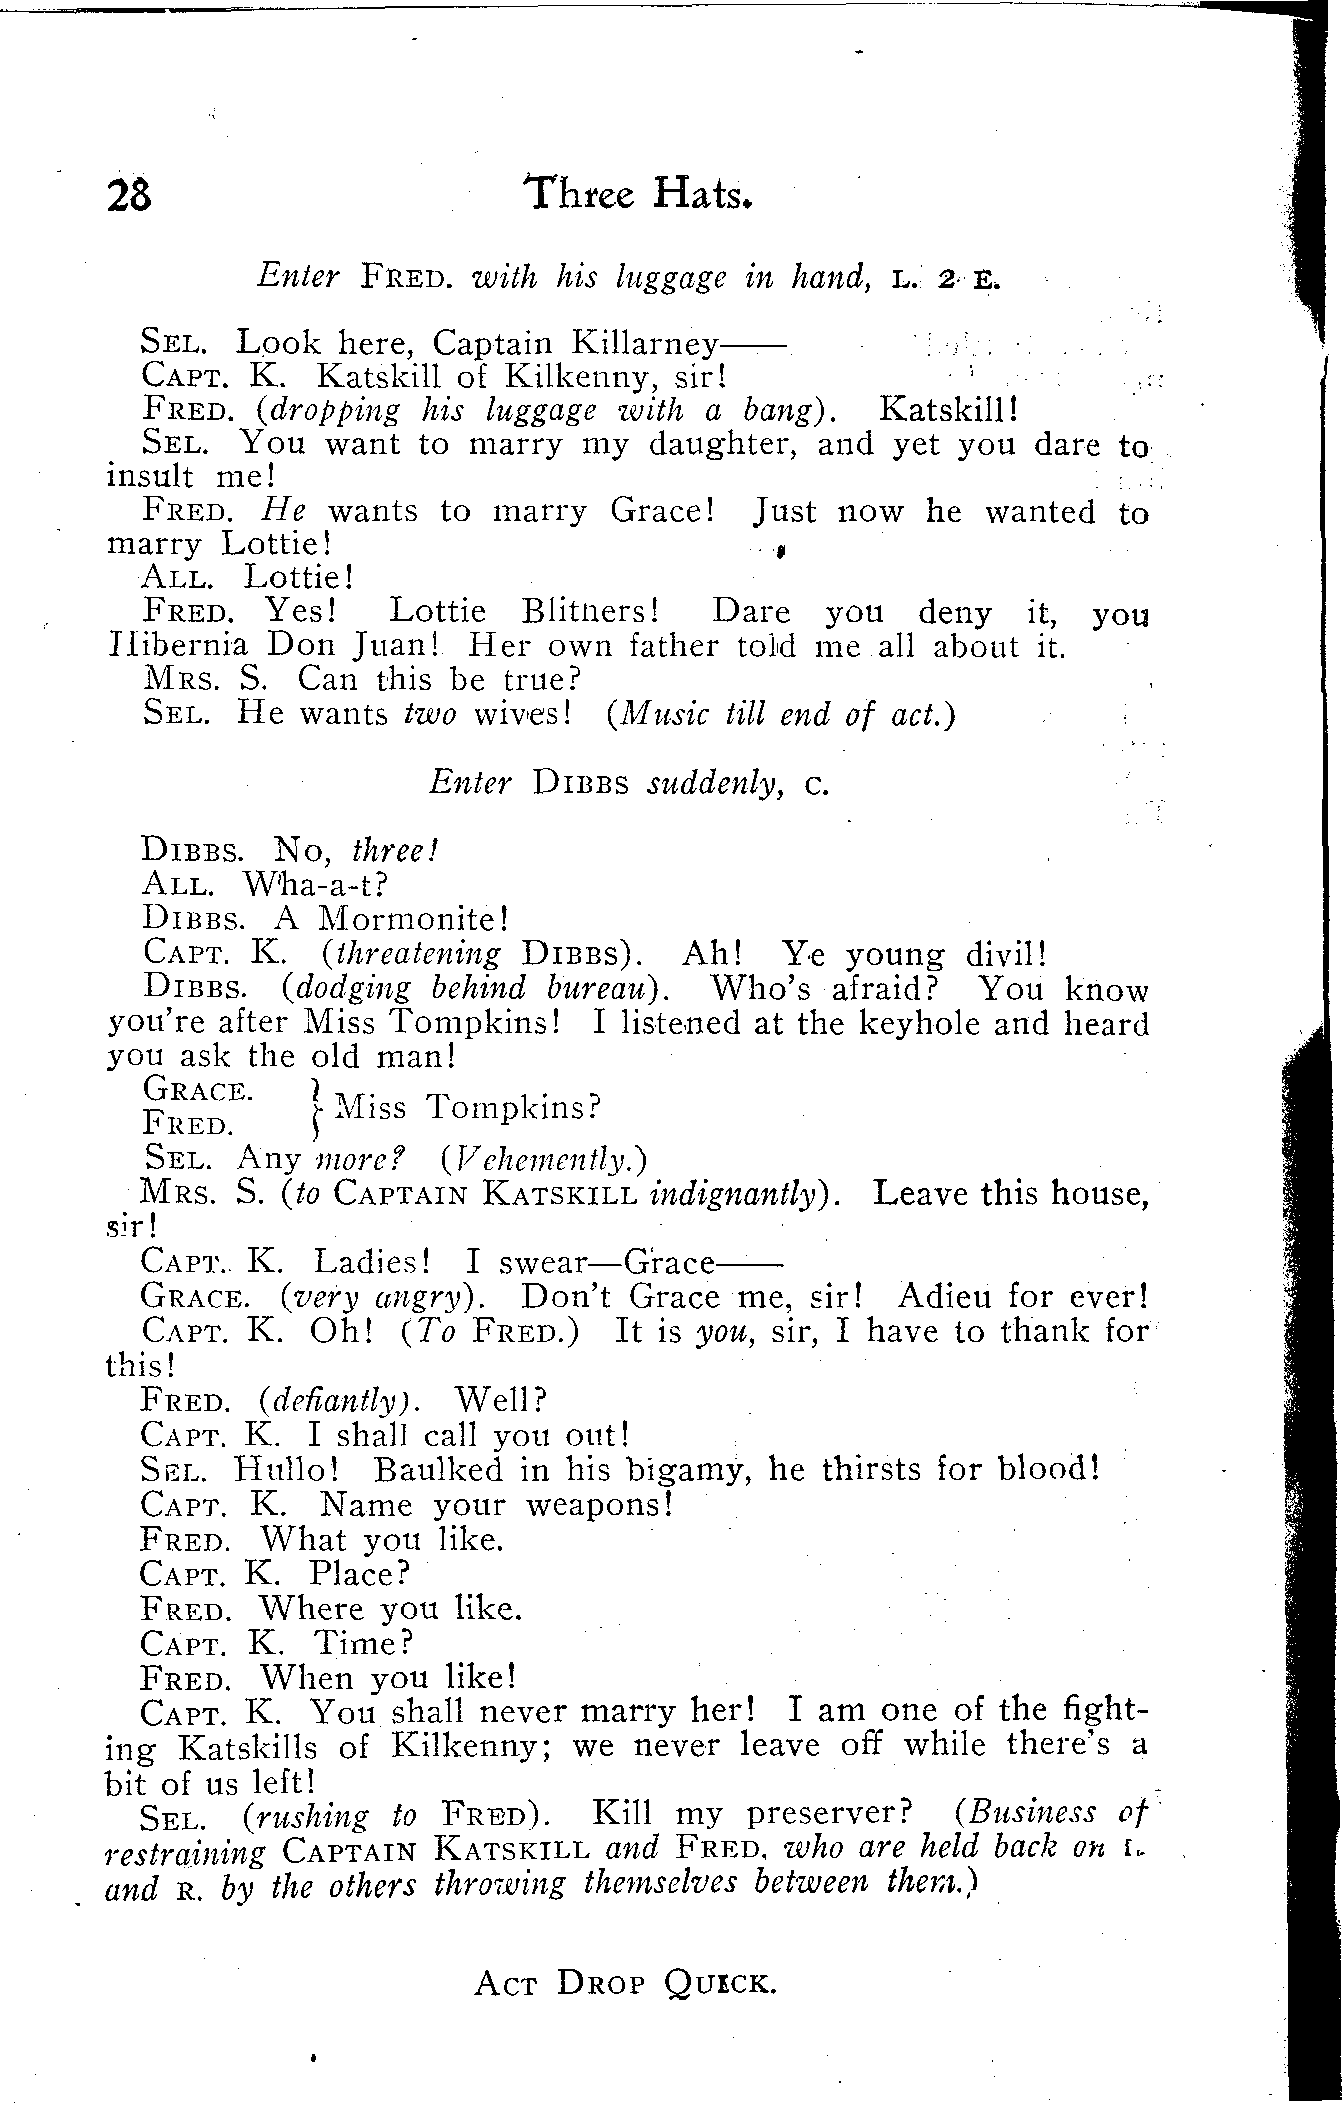 28 Three Hats.
Enter FRED. with his luggage in hand, L. 2 E.
SEL. Look here, Captain Killarney——
CAPT. K. Katskill of Kilkenny, sir!
FRED. (dropping his luggage with a bang). Katskill!
SEL. You want to marry my daughter, and yet you dare to
insult me!
FRED. He wants to marry Grace! Just now he wanted to
marry Lottie!
ALL. Lottie!
FRED. Yes! Lottie Blithers! Dare you deny it, you
Hibernia Don Juan! Her own father told me all about it.
MRS. S. Can this be true?
SEL. He wants two wives! (Music till end of act.)
Enter DIBBS suddenly, C.
DIBBS. No, three!
ALL. Wha-a-t?
DIBBS. A Mormonite!
CAPT. K. (threatening DIBBS). Ah! Ye young divil!
DIBBS. (dodging behind bureau). Who's afraid? You know
you're after Miss Tompkins! I listened at the keyhole and heard
you ask the old man!
GRACE.
FRED. } Miss Tompkins?
SEL. Any more? (Vehemently.)
MRS. S. (to CAPTAIN KATSKILL indignantly). Leave this house,
sir!
CAPT. K. Ladies! I swear—Grace——
GRACE. (very angry). Don't Grace me, sir! Adieu for ever!
CAPT. K. Oh! (To FRED.) It is you, sir, I have to thank for
this!
FRED. (defiantly). Well?
CAPT. K. I shall call you out!
SEL. Hullo! Baulked in his bigamy, he thirsts for blood!
CAPT. K. Name your weapons!
FRED. What you like.
CAPT. K. Place?
FRED. Where you like.
CAPT. K. Time?
FRED. When you like!
CAPT. K. You shall never marry her! I am one of the fight-
ing Katskills of Kilkenny; we never leave off while there's a
bit of us left!
SEL. (rushing to FRED). Kill my preserver? (Business of
restraining CAPTAIN KATSKILL and FRED, who are held back on L.
and R. by the others throwing themselves between them.)
ACT DROP QUICK.